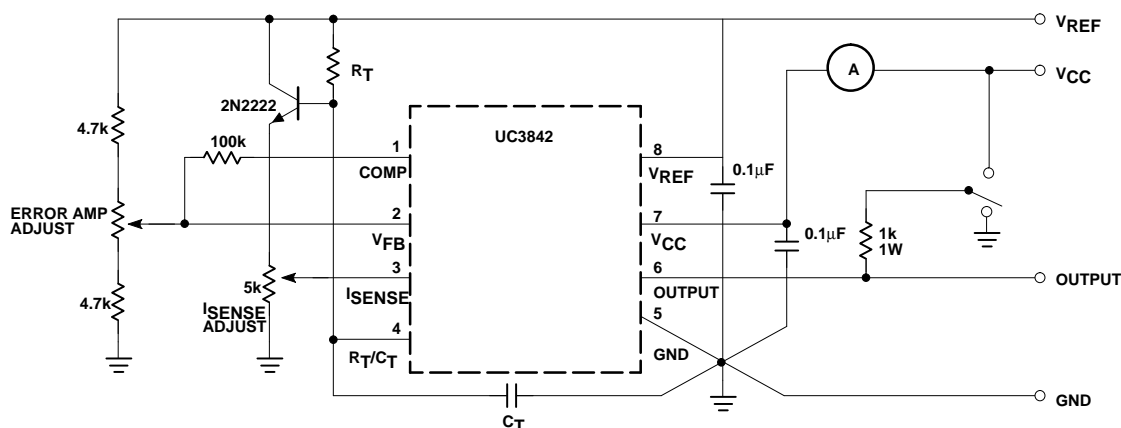 VREF
A
VCC
RT
2N2222
4.7k
100k
UC3842
1
COMP
8
VREF
0.1µF
ERROR AMP
ADJUST
2
VFB
7
VCC
0.1µF
1k
1W
5k
3
ISENSE
6
OUTPUT
OUTPUT
4.7k
ISENSE
ADJUST
4
RT/CT
5
GND
CT
GND